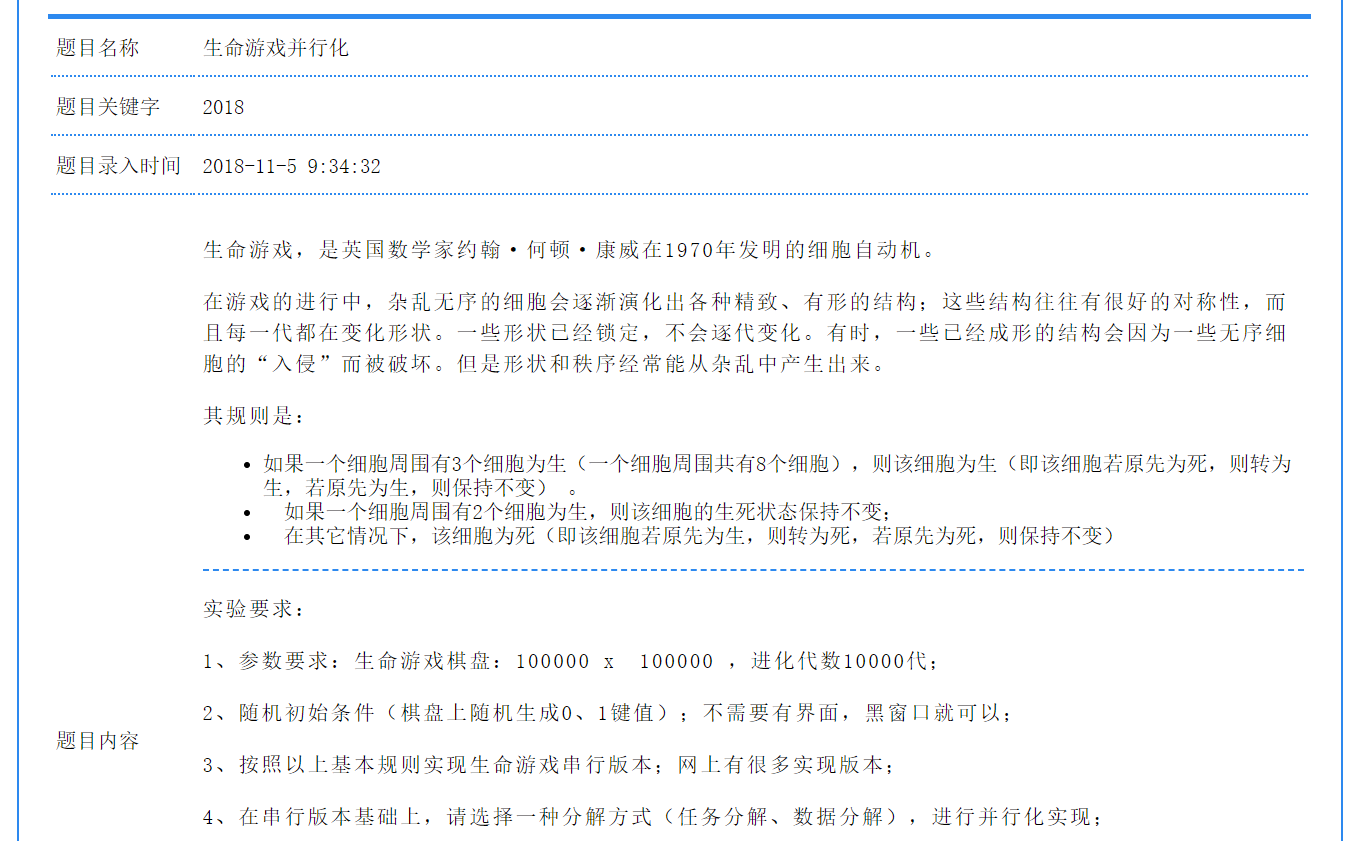 题目名称 生命游戏并行化
题目关键字 2018
题目录入时间 2018-11-5 9:34:32
生命游戏，是英国数学家约翰·何顿·康威在1970年发明的细胞自动机。
在游戏的进行中，杂乱无序的细胞会逐渐演化出各种精致、有形的结构；这些结构往往有很好的对称性，而
且每一代都在变化形状。一些形状已经锁定，不会逐代变化。有时，一些已经成形的结构会因为一些无序细
胞的“入侵”而被破坏。但是形状和秩序经常能从杂乱中产生出来。
其规则是：
• 如果一个细胞周围有3个细胞为生（一个细胞周围共有8个细胞），则该细胞为生（即该细胞若原先为死，则转为
生，若原先为生，则保持不变） 。
• 如果一个细胞周围有2个细胞为生，则该细胞的生死状态保持不变；
• 在其它情况下，该细胞为死（即该细胞若原先为生，则转为死，若原先为死，则保持不变）
实验要求：
1、参数要求：生命游戏棋盘：100000 x 100000 ，进化代数10000代；
2、随机初始条件（棋盘上随机生成0、1键值）；不需要有界面，黑窗口就可以；
题目内容
3、按照以上基本规则实现生命游戏串行版本；网上有很多实现版本；
4、在串行版本基础上，请选择一种分解方式（任务分解、数据分解），进行并行化实现；